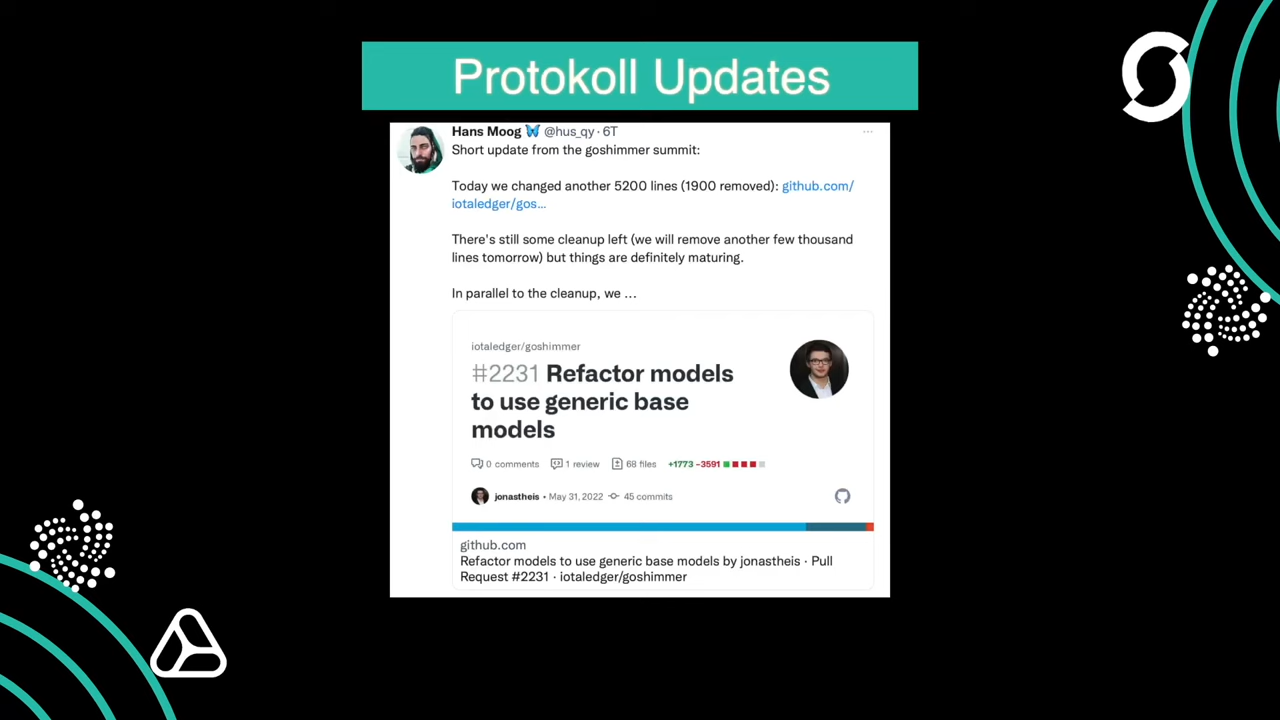 Protokoll Updates
Hans Moog 🦋 @hus_qy · 6T
Short update from the goshimmer summit:
Today we changed another 5200 lines (1900 removed): github.com/
iotaledger/gos...
There's still some cleanup left (we will remove another few thousand
lines tomorrow) but things are definitely maturing.
In parallel to the cleanup, we ...
iotaledger/goshimmer
#2231 Refactor models
to use generic base
models
0 comments 1 review 68 files +1773 −3591
jonastheis • May 31, 2022 45 commits
github.com
Refactor models to use generic base models by jonastheis · Pull
Request #2231 · iotaledger/goshimmer